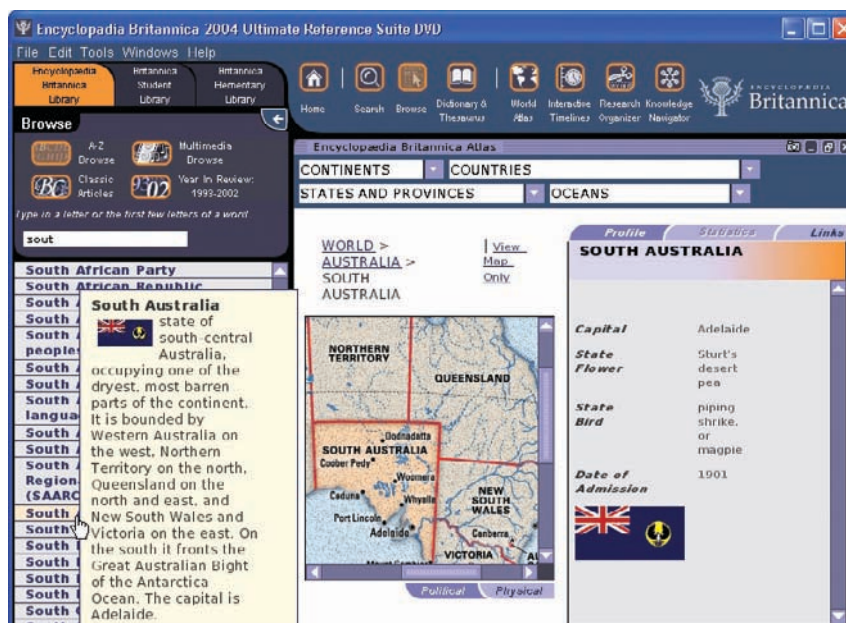 Encyclopædia Britannica 2004 Ultimate Reference Suite DVD
File Edit Tools Windows Help
Encyclopædia
Britannica
Library
Britannica
Student
Library
Britannica
Elementary
Library
Home
Search
Browse
Dictionary &
Thesaurus
World
Atlas
Interactive
Timelines
Research
Organizer
Knowledge
Navigator
ENCYCLOPÆDIA
Britannica
Browse
A-Z
Browse
Multimedia
Browse
Classic
Articles
Year In Review:
1993-2002
Type in a letter or the first few letters of a word
sout
South African Party
South African Republic
South A
South A
South A
peoples
South A
South A
South A
langua
South A
South A
South A
Region
(SAARC
South
South
South
South
South
South
South
South Australia
state of
south-central
Australia,
occupying one of the
dryest, most barren
parts of the continent.
It is bounded by
Western Australia on
the west, Northern
Territory on the north,
Queensland on the
north and east, and
New South Wales and
Victoria on the east. On
the south it fronts the
Great Australian Bight
of the Antarctica
Ocean. The capital is
Adelaide.
Encyclopædia Britannica Atlas
CONTINENTS
COUNTRIES
STATES AND PROVINCES
OCEANS
WORLD >
AUSTRALIA >
SOUTH
AUSTRALIA
| View
Map
Only
NORTHERN
TERRITORY
QUEENSLAND
Oodnadatta
SOUTH AUSTRALIA
Coober Pedy
Woomera
Ceduna
Whyalla
NEW
SOUTH
WALES
Port Lincoln
Adelaide
Canberra
Mount Gambier
VICTORIA
Political
Physical
Profile
Statistics
Links
SOUTH AUSTRALIA
Capital Adelaide
State Sturt's
Flower desert
pea
State piping
Bird shrike,
or
magpie
Date of 1901
Admission